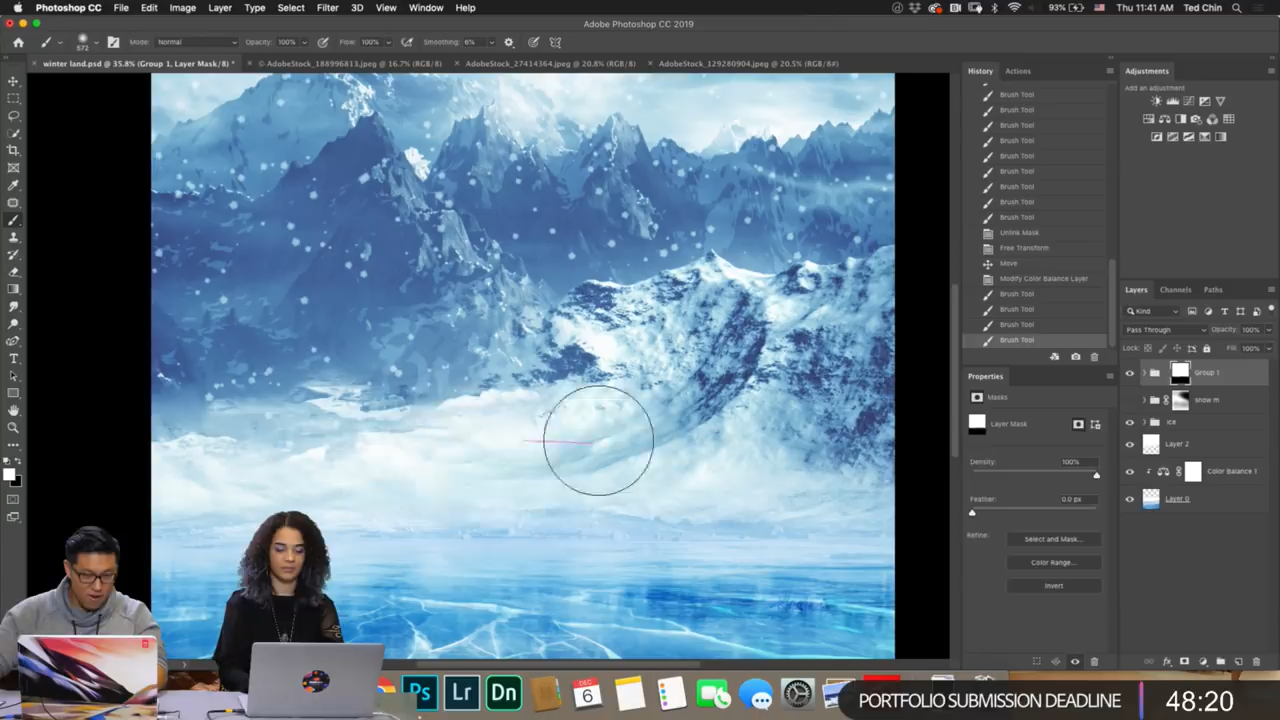 Photoshop CC File Edit Image Layer Type Select Filter 3D View Window Help 93% Thu 11:41 AM Ted Chin
Adobe Photoshop CC 2019
572 Mode: Normal Opacity: 100% Flow: 100% Smoothing: 6%
winter land.psd @ 35.8% (Group 1, Layer Mask/8) * © AdobeStock_188996813.jpeg @ 16.7% (RGB/8) AdobeStock_27414364.jpeg @ 20.8% (RGB/8) AdobeStock_129280904.jpeg @ 20.5% (RGB/8#)
History Actions
Brush Tool
Brush Tool
Brush Tool
Brush Tool
Brush Tool
Brush Tool
Brush Tool
Brush Tool
Brush Tool
Unlink Mask
Free Transform
Move
Modify Color Balance Layer
Brush Tool
Brush Tool
Brush Tool
Brush Tool
Properties
Masks
Layer Mask
Density: 100%
Feather: 0.0 px
Refine: Select and Mask...
Color Range...
Invert
Adjustments
Add an adjustment
Layers Channels Paths
Kind
Pass Through Opacity: 100%
Lock: Fill: 100%
Group 1
snow m
ice
Layer 2
Color Balance 1
Layer 0
Ps Lr Dn
DEC
6
PORTFOLIO SUBMISSION DEADLINE 48:20